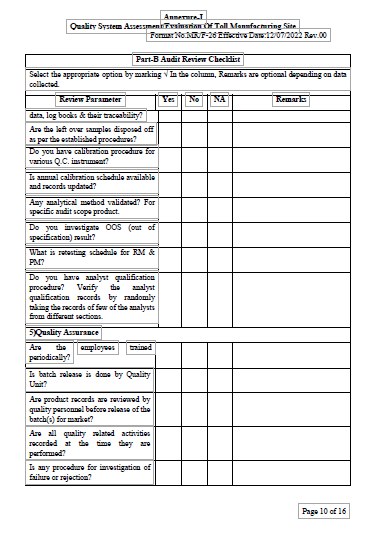 Annexure-I
Quality System Assessment/Evaluation Of Toll Manufacturing Site
Format No:MR/F-26 Effective Date:12/07/2022 Rev.00
Part-B Audit Review Checklist
Select the appropriate option by marking √ In the column, Remarks are optional depending on data
collected.
Review Parameter Yes No NA Remarks
data, log books & their traceability?
Are the left over samples disposed off
as per the established procedures?
Do you have calibration procedure for
various Q.C. instrument?
Is annual calibration schedule available
and records updated?
Any analytical method validated? For
specific audit scope product.
Do you investigate OOS (out of
specification) result?
What is retesting schedule for RM &
PM?
Do you have analyst qualification
procedure? Verify the analyst
qualification records by randomly
taking the records of few of the analysts
from different sections.
5)Quality Assurance
Are the employees trained
periodically?
Is batch release is done by Quality
Unit?
Are product records are reviewed by
quality personnel before release of the
batch(s) for market?
Are all quality related activities
recorded at the time they are
performed?
Is any procedure for investigation of
failure or rejection?
Page 10 of 16